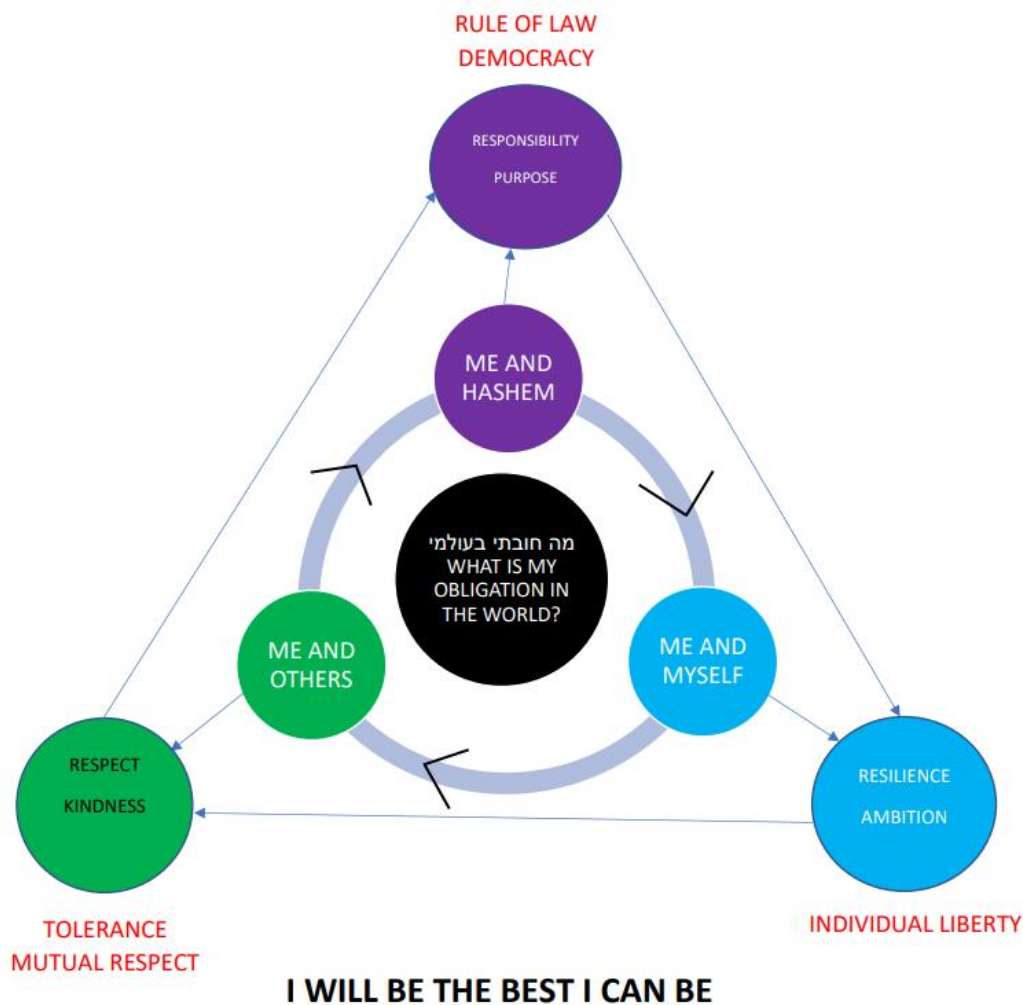 RULE OF LAW
DEMOCRACY
RESPONSIBILITY
PURPOSE
ME AND
HASHEM
מה חובתי בעולמי
WHAT IS MY
OBLIGATION IN
THE WORLD?
ME AND
OTHERS
ME AND
MYSELF
RESPECT
KINDNESS
RESILIENCE
AMBITION
TOLERANCE
MUTUAL RESPECT
INDIVIDUAL LIBERTY
I WILL BE THE BEST I CAN BE